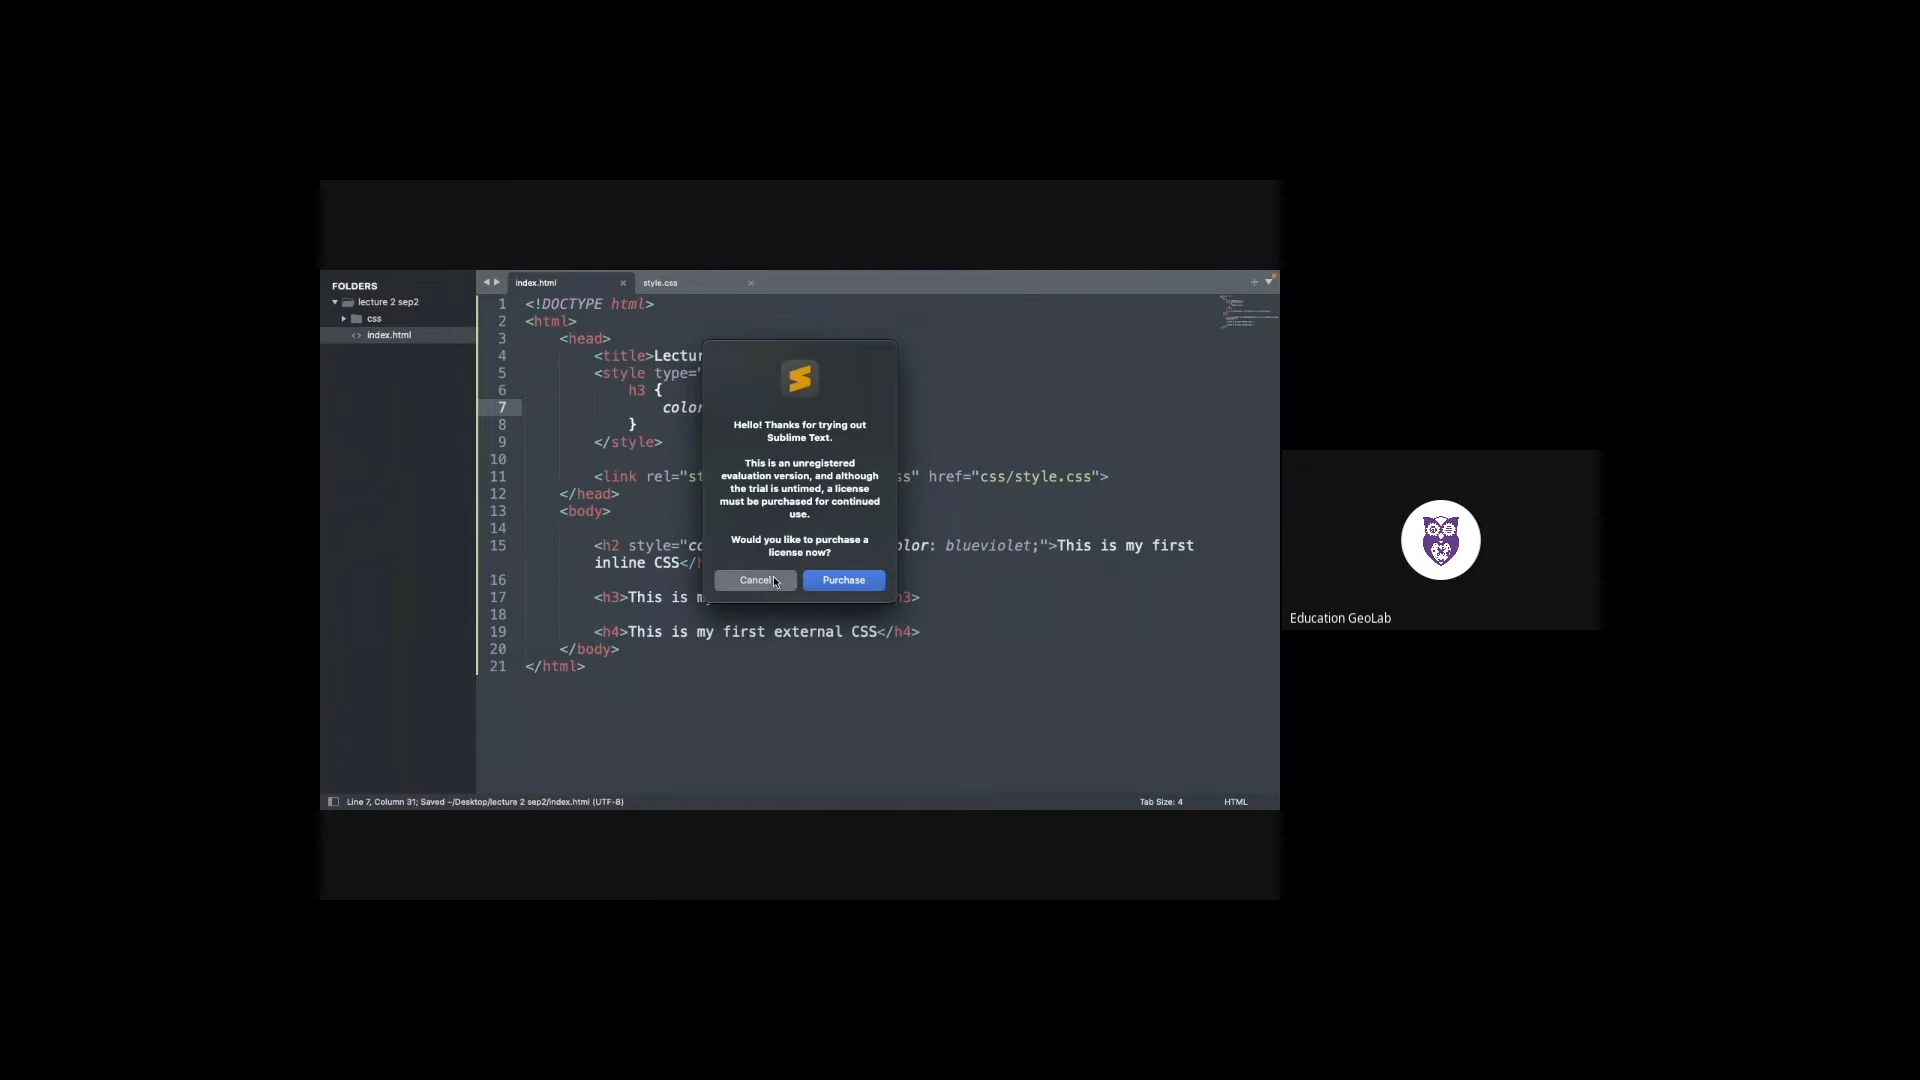 FOLDERS
lecture 2 sep2
css
index.html
index.html
style.css
1 <!DOCTYPE html>
2 <html>
3 <head>
4 <title>Lectur
5 <style type="
6 h3 {
7 color
8 }
9 </style>
10
11 <link rel="st ss" href="css/style.css">
12 </head>
13 <body>
14
15 <h2 style="co lor: blueviolet;">This is my first
inline CSS</h
16
17 <h3>This is my h3>
18
19 <h4>This is my first external CSS</h4>
20 </body>
21 </html>
Hello! Thanks for trying out
Sublime Text.
This is an unregistered
evaluation version, and although
the trial is untimed, a license
must be purchased for continued
use.
Would you like to purchase a
license now?
Cancel
Purchase
Line 7, Column 31; Saved ~/Desktop/lecture 2 sep2/index.html (UTF-8)
Tab Size: 4
HTML
Education GeoLab